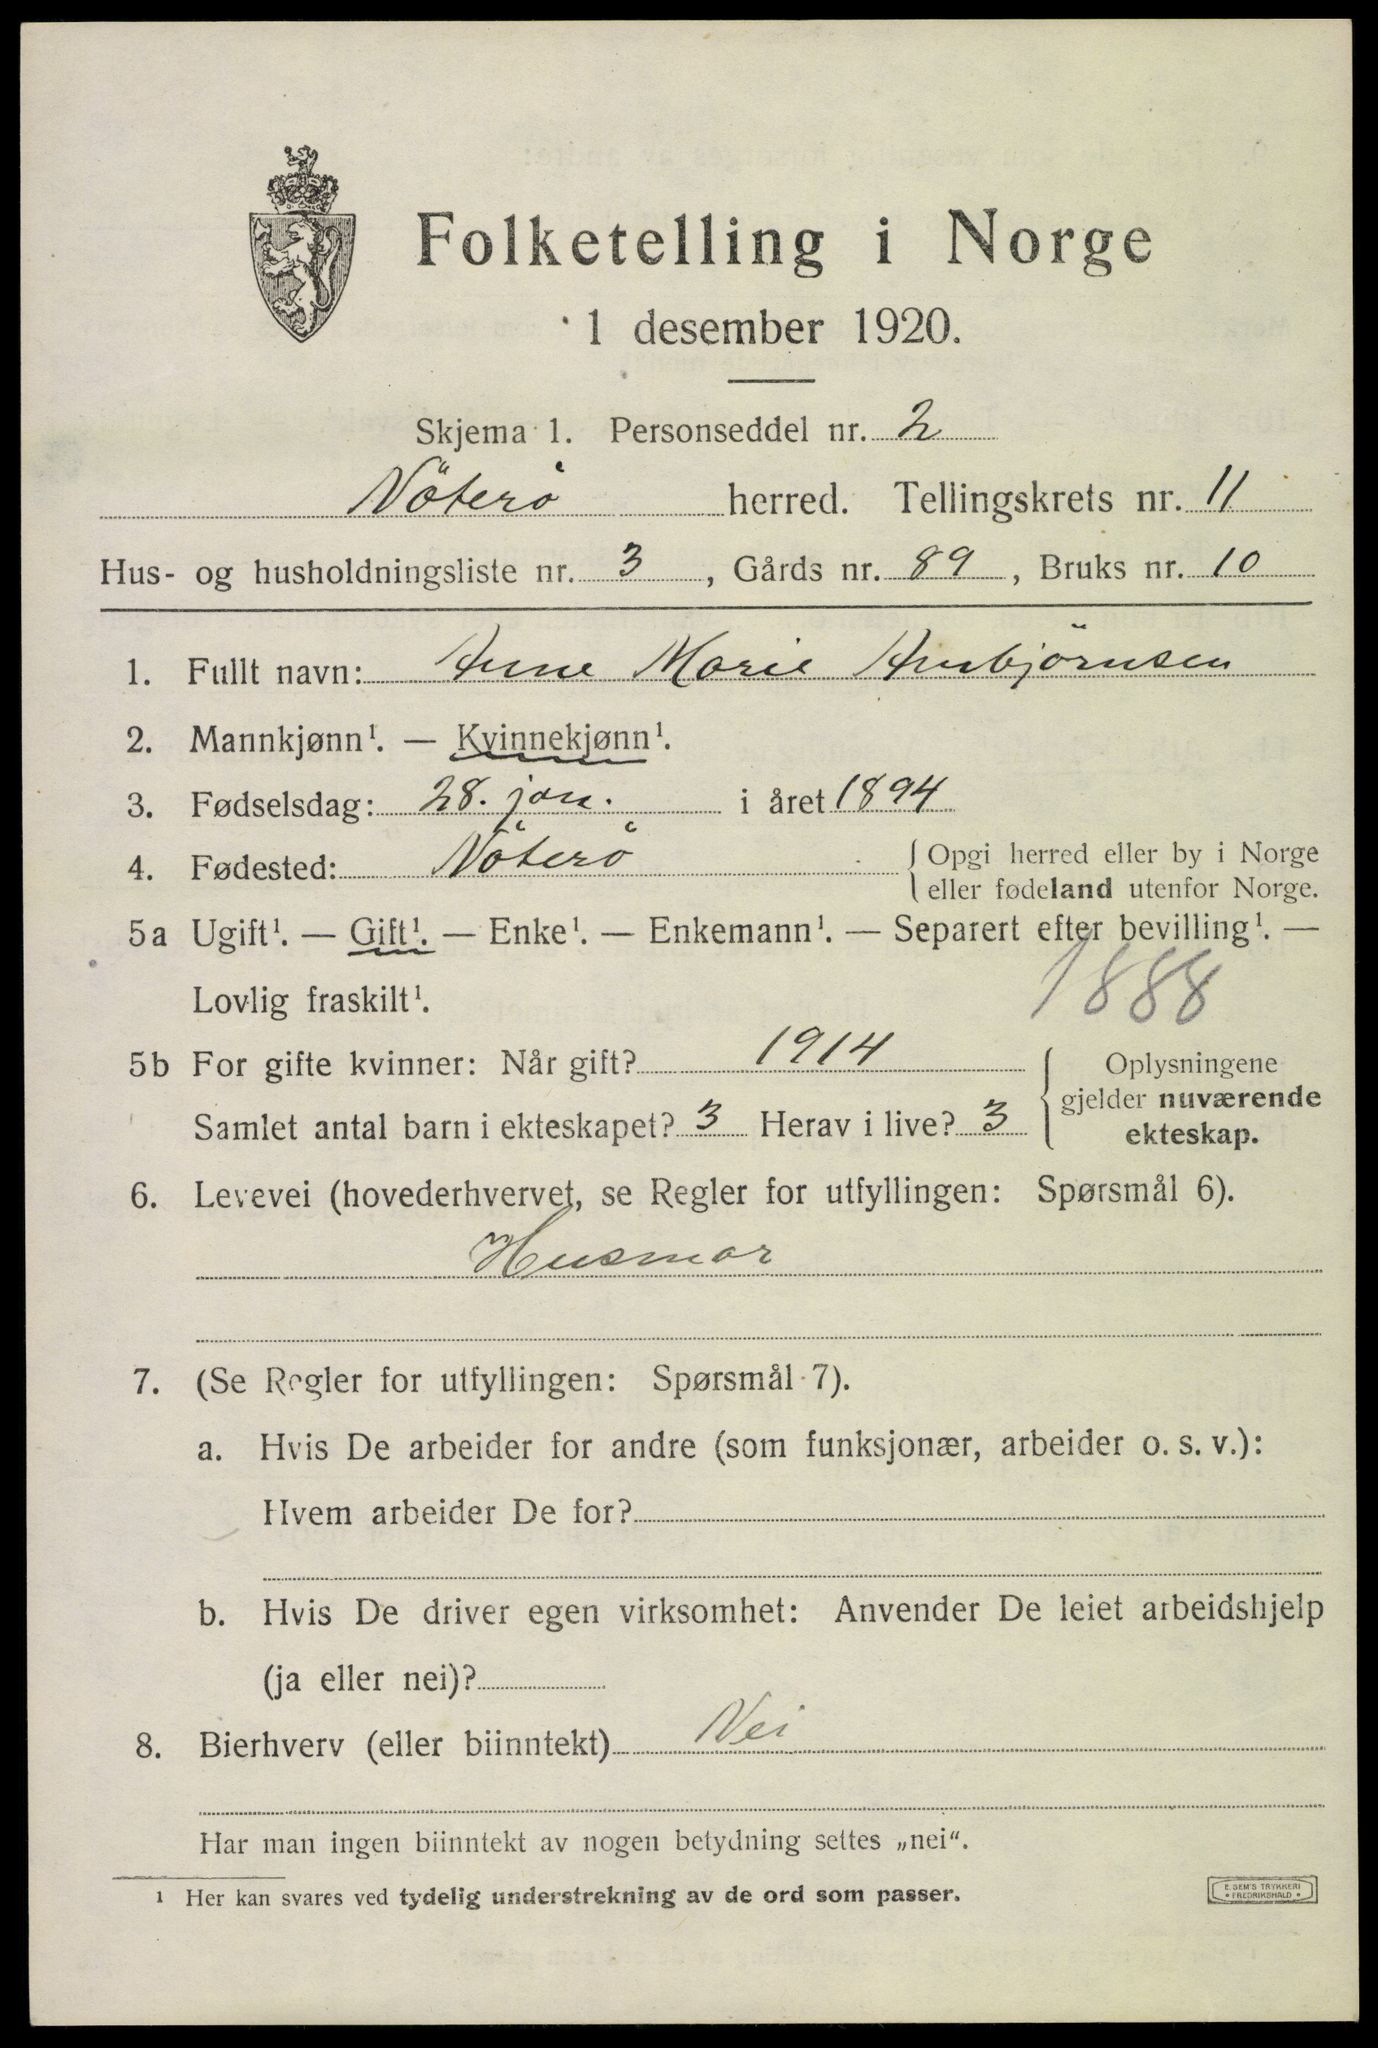 Folketelling i Norge
1 desember 1920.
Skjema 1. Personseddel nr. 2
Nöterö herred. Tellingskrets nr. 11
Hus- og husholdningsliste nr. 3, Gårds nr. 89, Bruks nr. 10
1. Fullt navn: Anne Marie Arnbjörnsen
2. Mannkjønn¹. — Kvinnekjønn¹.
3. Fødselsdag: 28. jan. i året 1894
4. Fødested: Nöterö { Opgi herred eller by i Norge
eller fødeland utenfor Norge.
5a Ugift¹. — Gift¹. — Enke¹. — Enkemann¹. — Separert efter bevilling¹. —
Lovlig fraskilt¹. 1888
5b For gifte kvinner: Når gift? 1914 { Oplysningene
gjelder nuværende
Samlet antal barn i ekteskapet? 3 Herav i live? 3 ekteskap.
6. Levevei (hovederhvervet, se Regler for utfyllingen: Spørsmål 6).
Husmor
7. (Se Regler for utfyllingen: Spørsmål 7).
a. Hvis De arbeider for andre (som funksjonær, arbeider o. s. v.):
Hvem arbeider De for?
b. Hvis De driver egen virksomhet: Anvender De leiet arbeidshjelp
(ja eller nei)?
8. Bierhverv (eller biinntekt) Nei
Har man ingen biinntekt av nogen betydning settes „nei“.
¹ Her kan svares ved tydelig understrekning av de ord som passer.
E. SEM'S TRYKKERI
• FREDRIKSHALD •